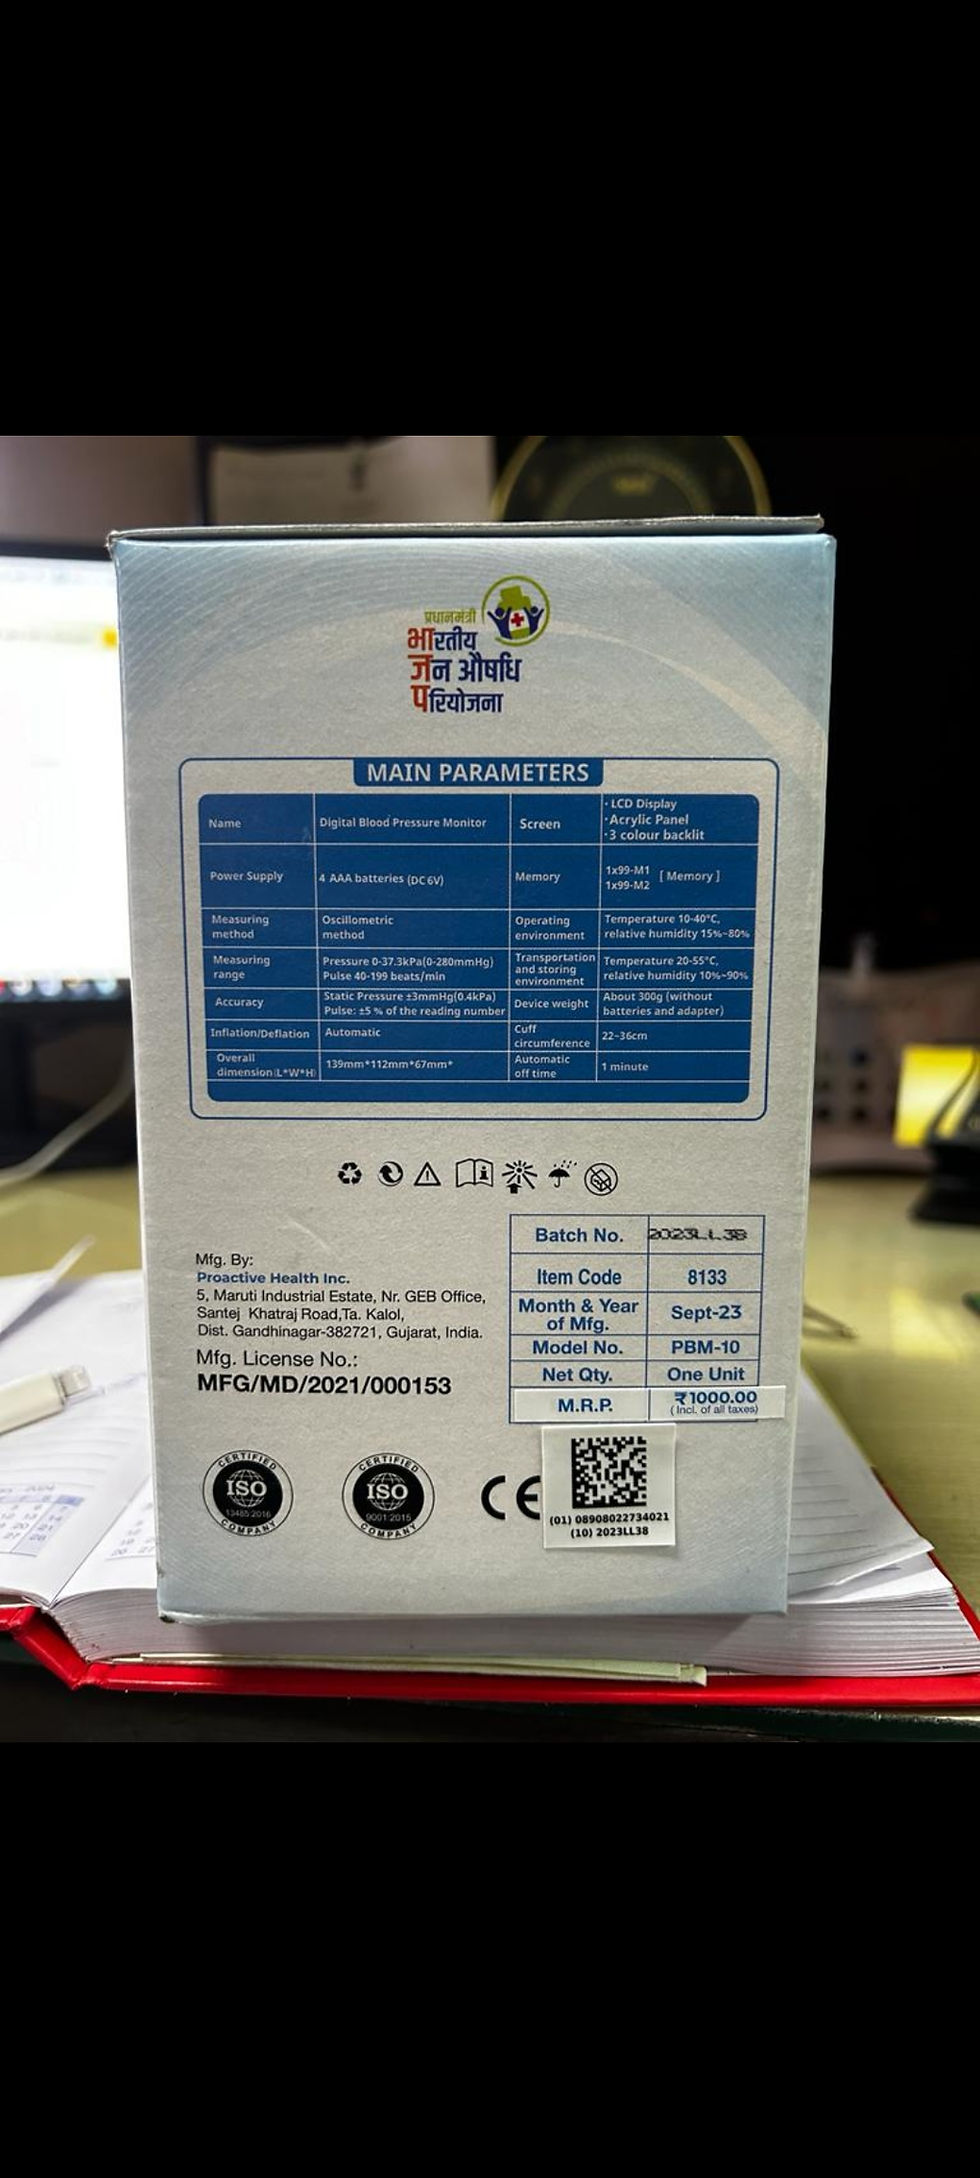 प्रधानमंत्री
भारतीय
जन औषधि
परियोजना
MAIN PARAMETERS
Name
Digital Blood Pressure Monitor
Screen
· LCD Display
· Acrylic Panel
· 3 colour backlit
Power Supply
4 AAA batteries (DC 6V)
Memory
1x99-M1
1x99-M2
[ Memory ]
Measuring
method
Oscillometric
method
Operating
environment
Temperature 10-40°C,
relative humidity 15%~80%
Measuring
range
Pressure 0-37.3kPa(0-280mmHg)
Pulse 40-199 beats/min
Transportation
and storing
environment
Temperature 20-55°C,
relative humidity 10%~90%
Accuracy
Static Pressure ±3mmHg(0.4kPa)
Pulse: ±5 % of the reading number
Device weight
About 300g (without
batteries and adapter)
Inflation/Deflation
Automatic
Cuff
circumference
22~36cm
Overall
dimension(L*W*H)
139mm*112mm*67mm*
Automatic
off time
1 minute
Mfg. By:
Proactive Health Inc.
5, Maruti Industrial Estate, Nr. GEB Office,
Santej Khatraj Road,Ta. Kalol,
Dist. Gandhinagar-382721, Gujarat, India.
Mfg. License No.:
MFG/MD/2021/000153
Batch No. 2023LL38
Item Code 8133
Month & Year
of Mfg.
Sept-23
Model No. PBM-10
Net Qty. One Unit
M.R.P. ₹1000.00
(Incl. of all taxes)
CERTIFIED
ISO
13485:2016
COMPANY
CERTIFIED
ISO
9001:2015
COMPANY
CE
(01) 08908022734021
(10) 2023LL38